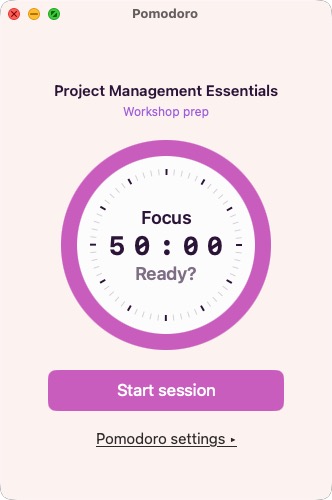 Pomodoro
Project Management Essentials
Workshop prep
Focus
50:00
Ready?
Start session
Pomodoro settings ▸